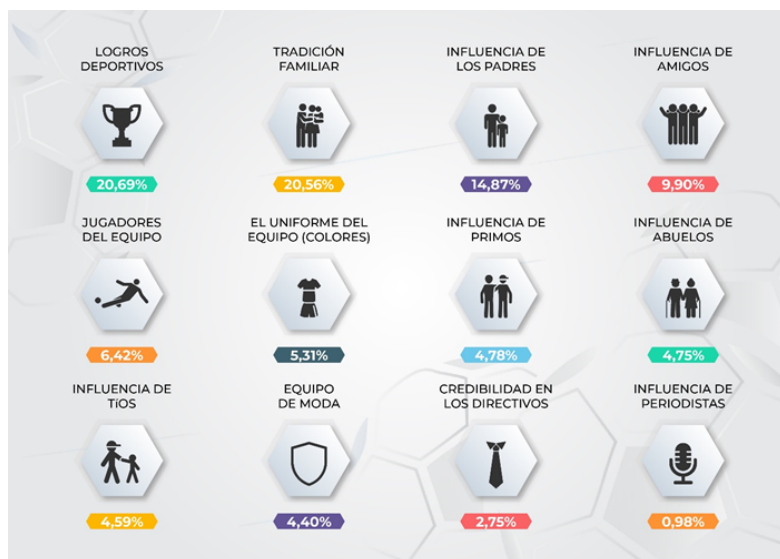 LOGROS
DEPORTIVOS
20,69%
TRADICIÓN
FAMILIAR
20,56%
INFLUENCIA DE
LOS PADRES
14,87%
INFLUENCIA DE
AMIGOS
9,90%
JUGADORES
DEL EQUIPO
6,42%
EL UNIFORME DEL
EQUIPO (COLORES)
5,31%
INFLUENCIA DE
PRIMOS
4,78%
INFLUENCIA DE
ABUELOS
4,75%
INFLUENCIA DE
TíOS
4,59%
EQUIPO
DE MODA
4,40%
CREDIBILIDAD EN
LOS DIRECTIVOS
2,75%
INFLUENCIA DE
PERIODISTAS
0,98%